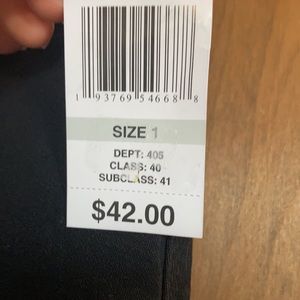 1 93769 54668 8
SIZE 1
DEPT: 405
CLASS: 40
SUBCLASS: 41
$42.00